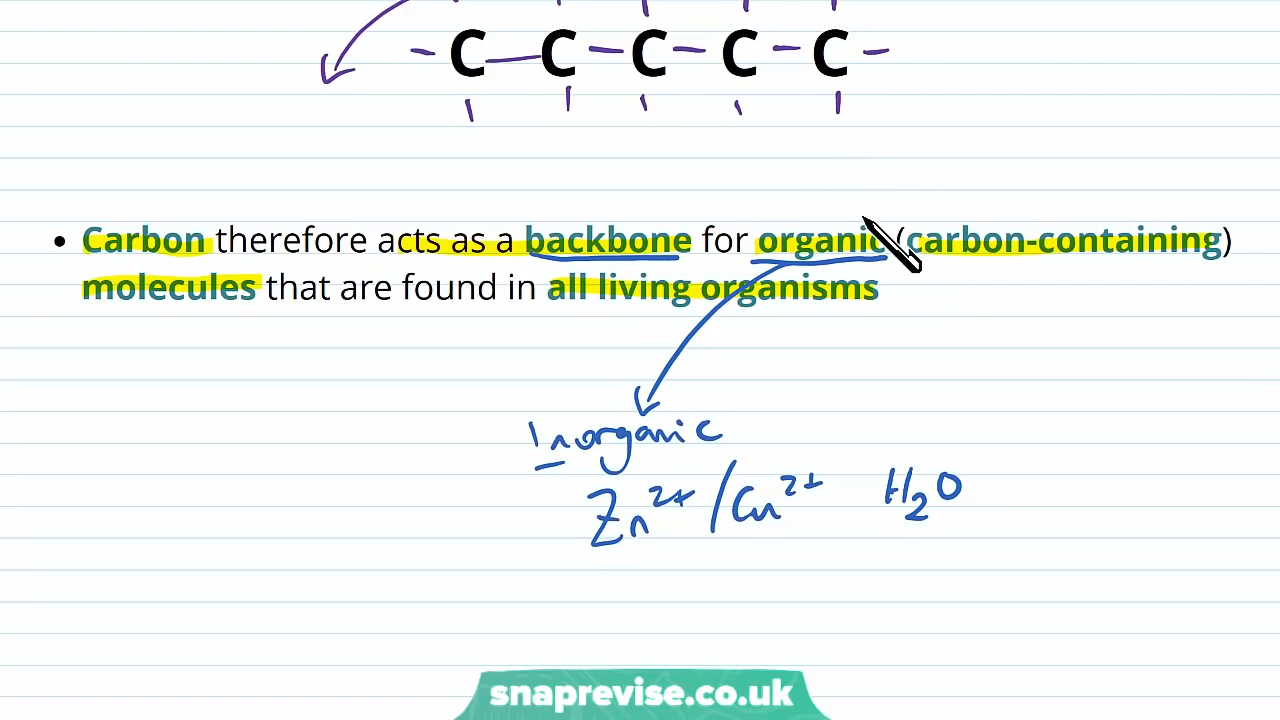 C – C – C – C – C
• Carbon therefore acts as a backbone for organic (carbon-containing)
molecules that are found in all living organisms
Inorganic
Zn²⁺/Cu²⁺ H₂O
snaprevise.co.uk